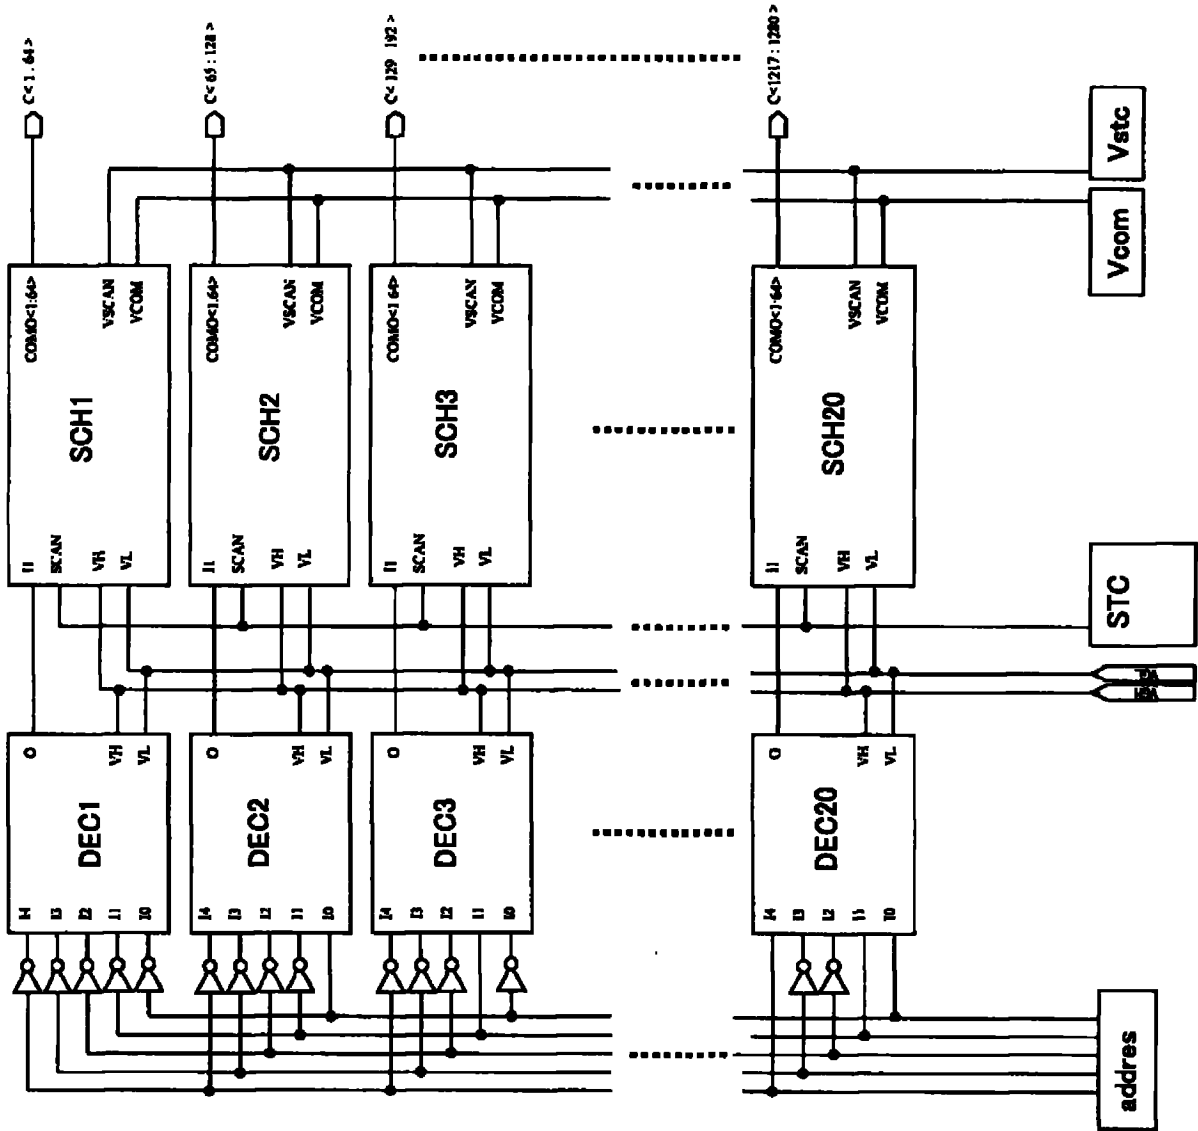 C< 1. 64 >
C< 65 : 128 >
C< 129 192 >
C<1217 : 1280 >
Vstc
Vcom
COMO<1:64>
VSCAN
VCOM
SCH1
I1
SCAN
VH
VL
COMO<1.64>
VSCAN
VCOM
SCH2
I1
SCAN
VH
VL
COMO<1 64>
VSCAN
VCOM
SCH3
I1
SCAN
VH
VL
COMO<1·64>
VSCAN
VCOM
SCH20
I1
SCAN
VH
VL
STC
O
VH
VL
DEC1
I4
I3
I2
I1
I0
O
VH
VL
DEC2
I4
I3
I2
I1
I0
O
VH
VL
DEC3
I4
I3
I2
I1
I0
O
VH
VL
DEC20
I4
I3
I2
I1
I0
addres